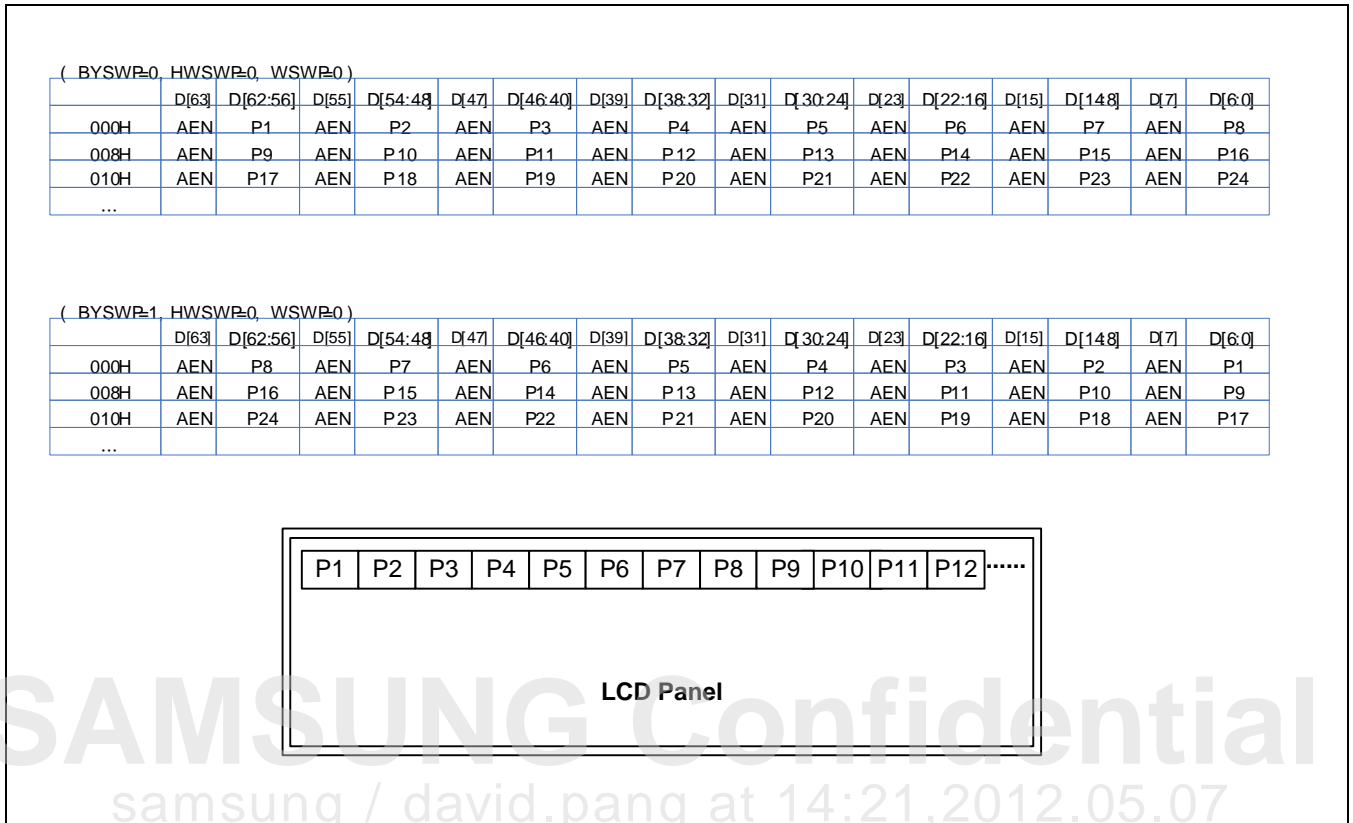 ( BYSWP=0, HWSWP=0, WSWP=0 )
D[63] D[62:56] D[55] D[54:48] D[47] D[46:40] D[39] D[38:32] D[31] D[30:24] D[23] D[22:16] D[15] D[14:8] D[7] D[6:0]
000H AEN P1 AEN P2 AEN P3 AEN P4 AEN P5 AEN P6 AEN P7 AEN P8
008H AEN P9 AEN P10 AEN P11 AEN P12 AEN P13 AEN P14 AEN P15 AEN P16
010H AEN P17 AEN P18 AEN P19 AEN P20 AEN P21 AEN P22 AEN P23 AEN P24
...
( BYSWP=1, HWSWP=0, WSWP=0 )
D[63] D[62:56] D[55] D[54:48] D[47] D[46:40] D[39] D[38:32] D[31] D[30:24] D[23] D[22:16] D[15] D[14:8] D[7] D[6:0]
000H AEN P8 AEN P7 AEN P6 AEN P5 AEN P4 AEN P3 AEN P2 AEN P1
008H AEN P16 AEN P15 AEN P14 AEN P13 AEN P12 AEN P11 AEN P10 AEN P9
010H AEN P24 AEN P23 AEN P22 AEN P21 AEN P20 AEN P19 AEN P18 AEN P17
...
P1 P2 P3 P4 P5 P6 P7 P8 P9 P10 P11 P12 ......
LCD Panel
SAMSUNG Confidential
samsung / david.pang at 14:21,2012.05.07